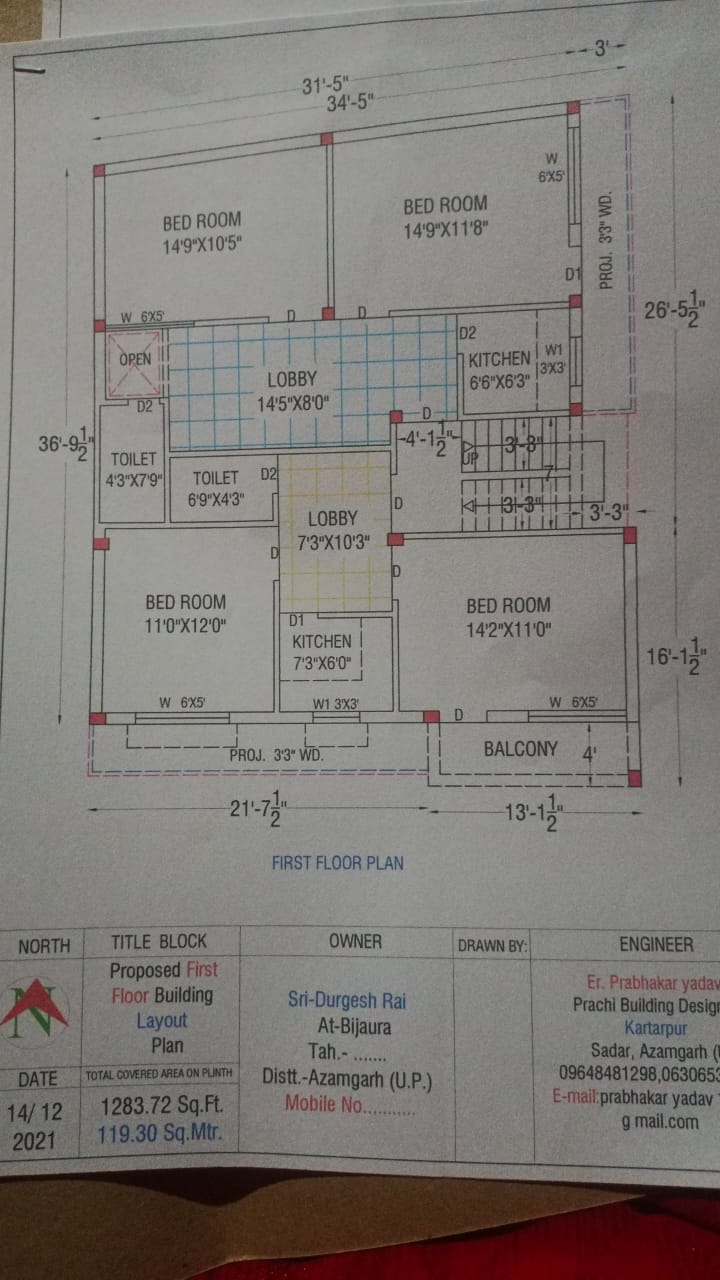 3'
31'-5"
34'-5"
W
6'X5'
BED ROOM
14'9"X10'5"
BED ROOM
14'9"X11'8"
PROJ. 3'3" WD.
D1
W 6'X5'
D
D
26'-5 1/2"
OPEN
D2
LOBBY
14'5"X8'0"
D2
KITCHEN
6'6"X6'3"
W1
3'X3'
D
36'-9 1/2"
4'-1 1/2"
UP
3'-3"
7
TOILET
4'3"X7'9"
TOILET
6'9"X4'3"
D2
LOBBY
7'3"X10'3"
D
3'-3"
3'-3"
D
D
BED ROOM
11'0"X12'0"
BED ROOM
14'2"X11'0"
D1
KITCHEN
7'3"X6'0"
16'-1 1/2"
W 6'X5'
W1 3'X3'
D
W 6'X5'
PROJ. 3'3" WD.
BALCONY
4'
21'-7 1/2"
13'-1 1/2"
FIRST FLOOR PLAN
NORTH
N
DATE
14/ 12
2021
TITLE BLOCK
Proposed First
Floor Building
Layout
Plan
TOTAL COVERED AREA ON PLINTH
1283.72 Sq.Ft.
119.30 Sq.Mtr.
OWNER
Sri-Durgesh Rai
At-Bijaura
Tah.- .......
Distt.-Azamgarh (U.P.)
Mobile No...........
DRAWN BY:
ENGINEER
Er. Prabhakar yadav
Prachi Building Desig
Kartarpur
Sadar, Azamgarh (
09648481298,0630653
E-mail:prabhakar yadav
g mail.com